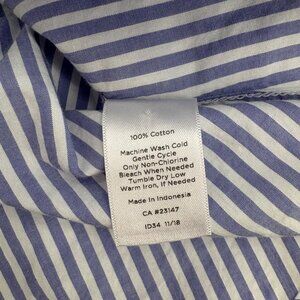 100% Cotton
Machine Wash Cold
Gentle Cycle
Only Non-Chlorine
Bleach When Needed
Tumble Dry Low
Warm Iron, If Needed
Made In Indonesia
CA #23147
ID34 11/18